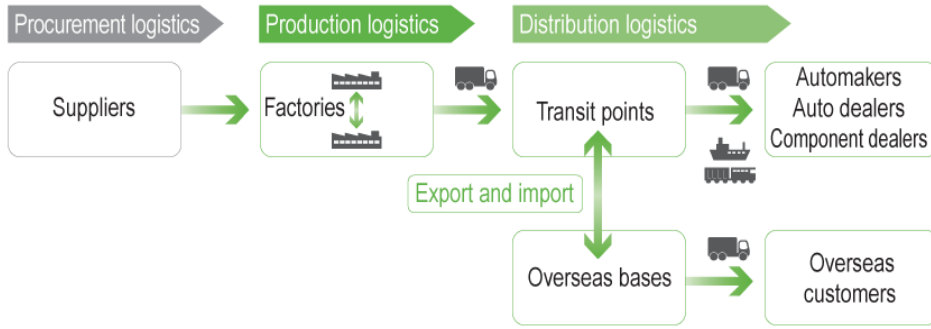 Procurement logistics
Production logistics
Distribution logistics
Suppliers
Factories
Transit points
Automakers
Auto dealers
Component dealers
Export and import
Overseas bases
Overseas
customers